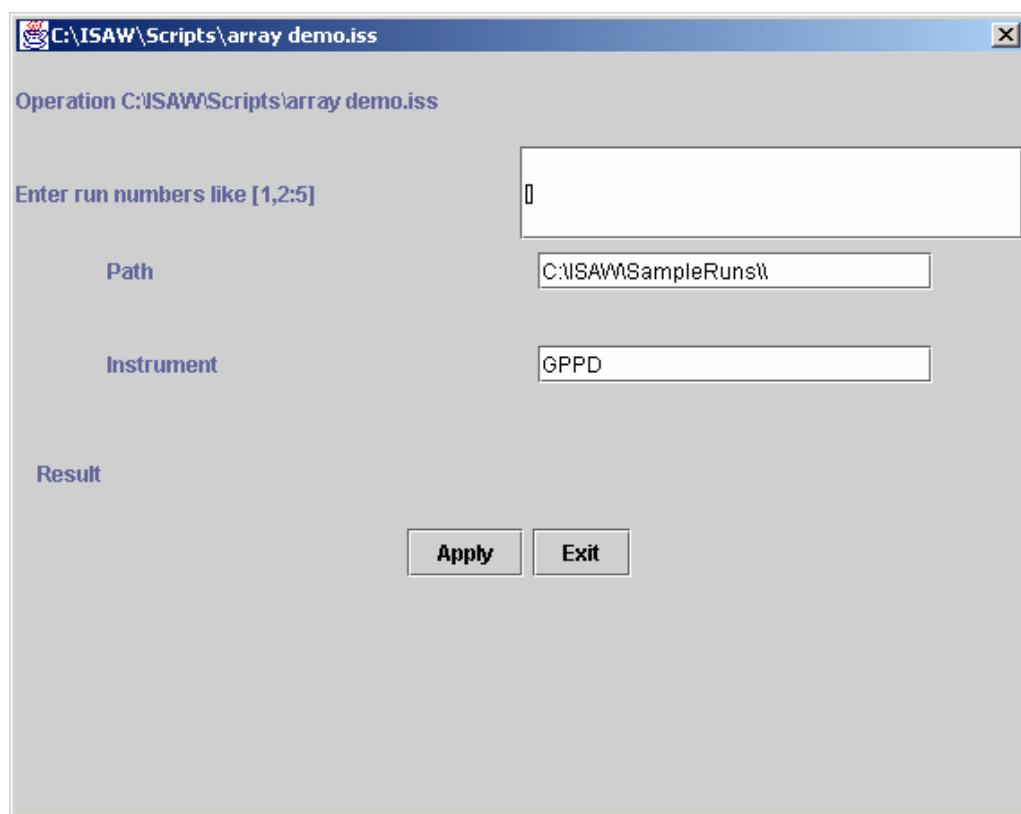 C:\ISAW\Scripts\array demo.iss
Operation C:\ISAW\Scripts\array demo.iss
Enter run numbers like [1,2:5]
[]
Path
C:\ISAW\SampleRuns\\
Instrument
GPPD
Result
Apply
Exit